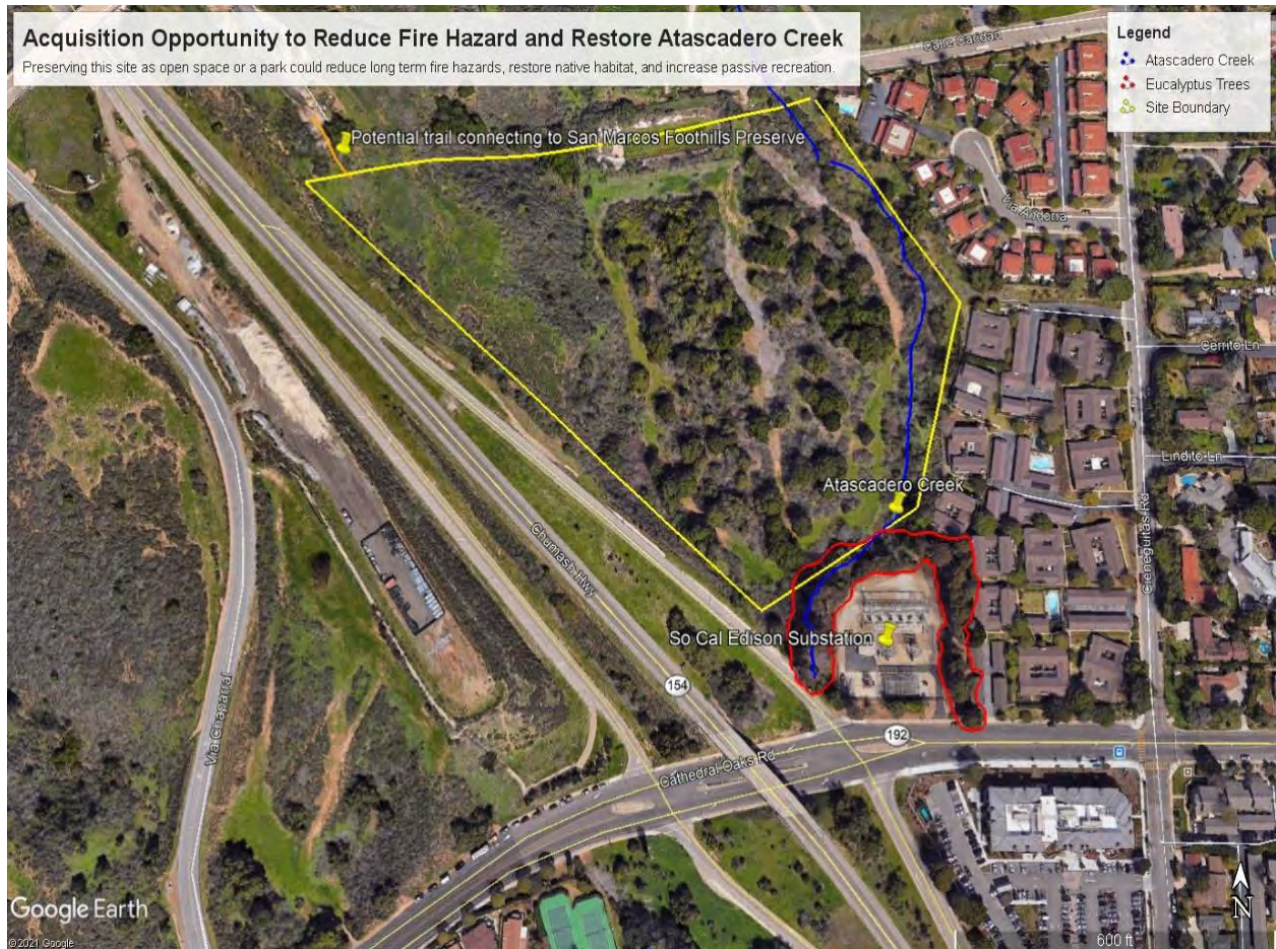 Acquisition Opportunity to Reduce Fire Hazard and Restore Atascadero Creek
Preserving this site as open space or a park could reduce long term fire hazards, restore native habitat, and increase passive recreation.
Legend
Atascadero Creek
Eucalyptus Trees
Site Boundary
Potential trail connecting to San Marcos Foothills Preserve
Via Andorra
Cerrito Ln
Lindito Ln
Atascadero Creek
Cieneguitas Rd
Chumash Hwy
So Cal Edison Substation
154
192
Via Chaparral
Cathedral Oaks Rd
Google Earth
©2021 Google
600 ft
N